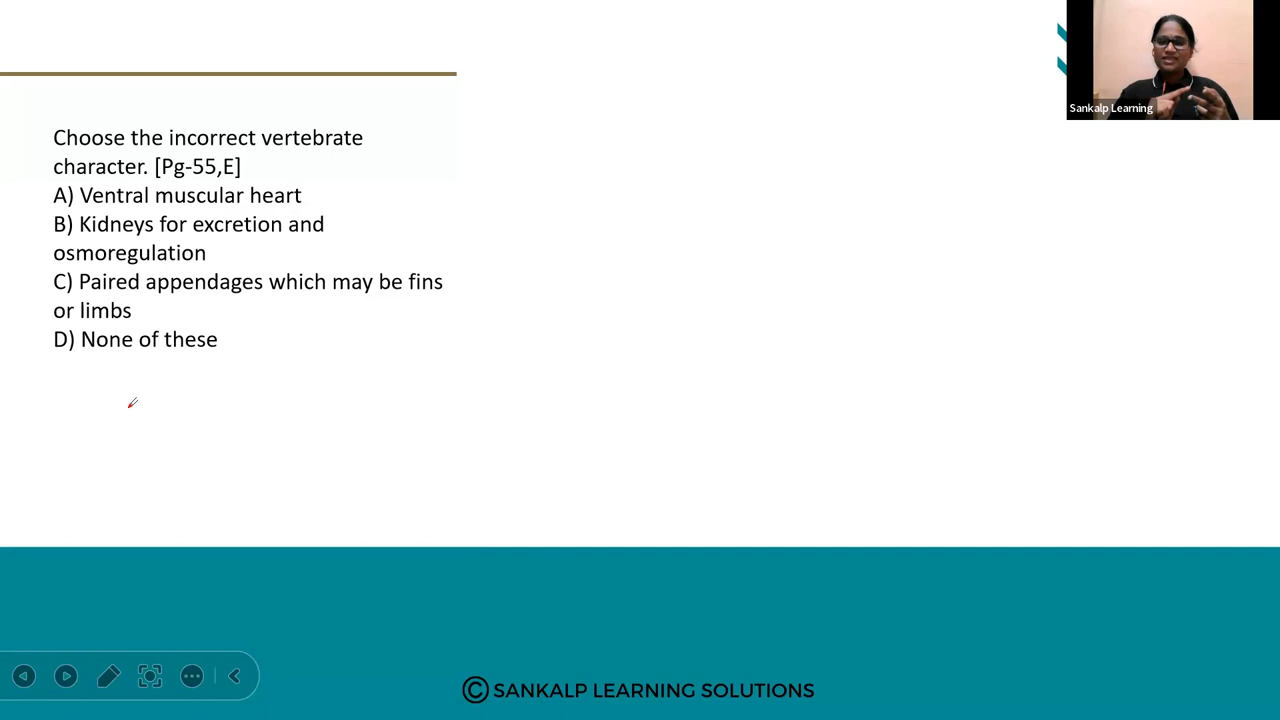 Sankalp Learning
Choose the incorrect vertebrate
character. [Pg-55,E]
A) Ventral muscular heart
B) Kidneys for excretion and
osmoregulation
C) Paired appendages which may be fins
or limbs
D) None of these
© SANKALP LEARNING SOLUTIONS